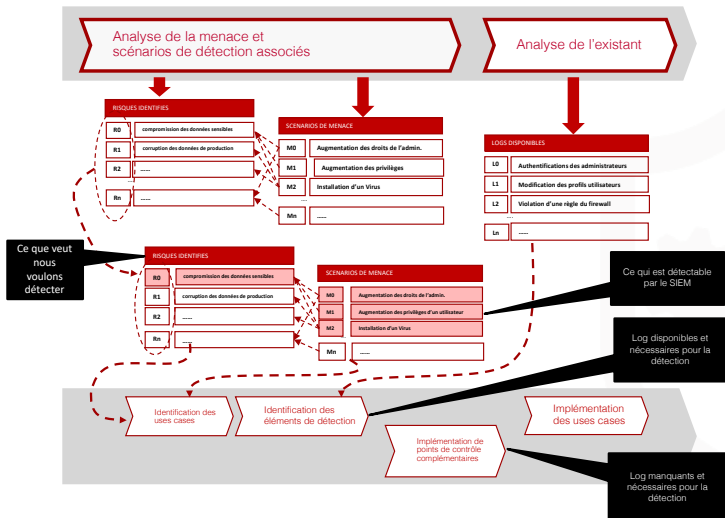 Analyse de la menace et
scénarios de détection associés
Analyse de l'existant
RISQUES IDENTIFIES
R0 compromission des données sensibles
R1 corruption des données de production
R2 ......
....
Rn ......
SCENARIOS DE MENACE
M0 Augmentation des droits de l'admin.
M1 Augmentation des privilèges
M2 Installation d'un Virus
....
Mn ......
LOGS DISPONIBLES
L0 Authentifications des administrateurs
L1 Modification des profils utilisateurs
L2 Violation d'une règle du firewall
....
Ln ......
Ce que veut
nous
voulons
détecter
RISQUES IDENTIFIES
R0 compromission des données sensibles
R1 corruption des données de production
R2 ......
Rn ......
SCENARIOS DE MENACE
M0 Augmentation des droits de l'admin.
M1 Augmentation des privilèges d'un utilisateur
M2 Installation d'un Virus
Mn ......
Ce qui est détectable
par le SIEM
Log disponibles et
nécessaires pour la
détection
Identification des
uses cases
Identification des
éléments de détection
Implémentation de
points de contrôle
complémentaires
Implémentation
des uses cases
Log manquants et
nécessaires pour la
détection